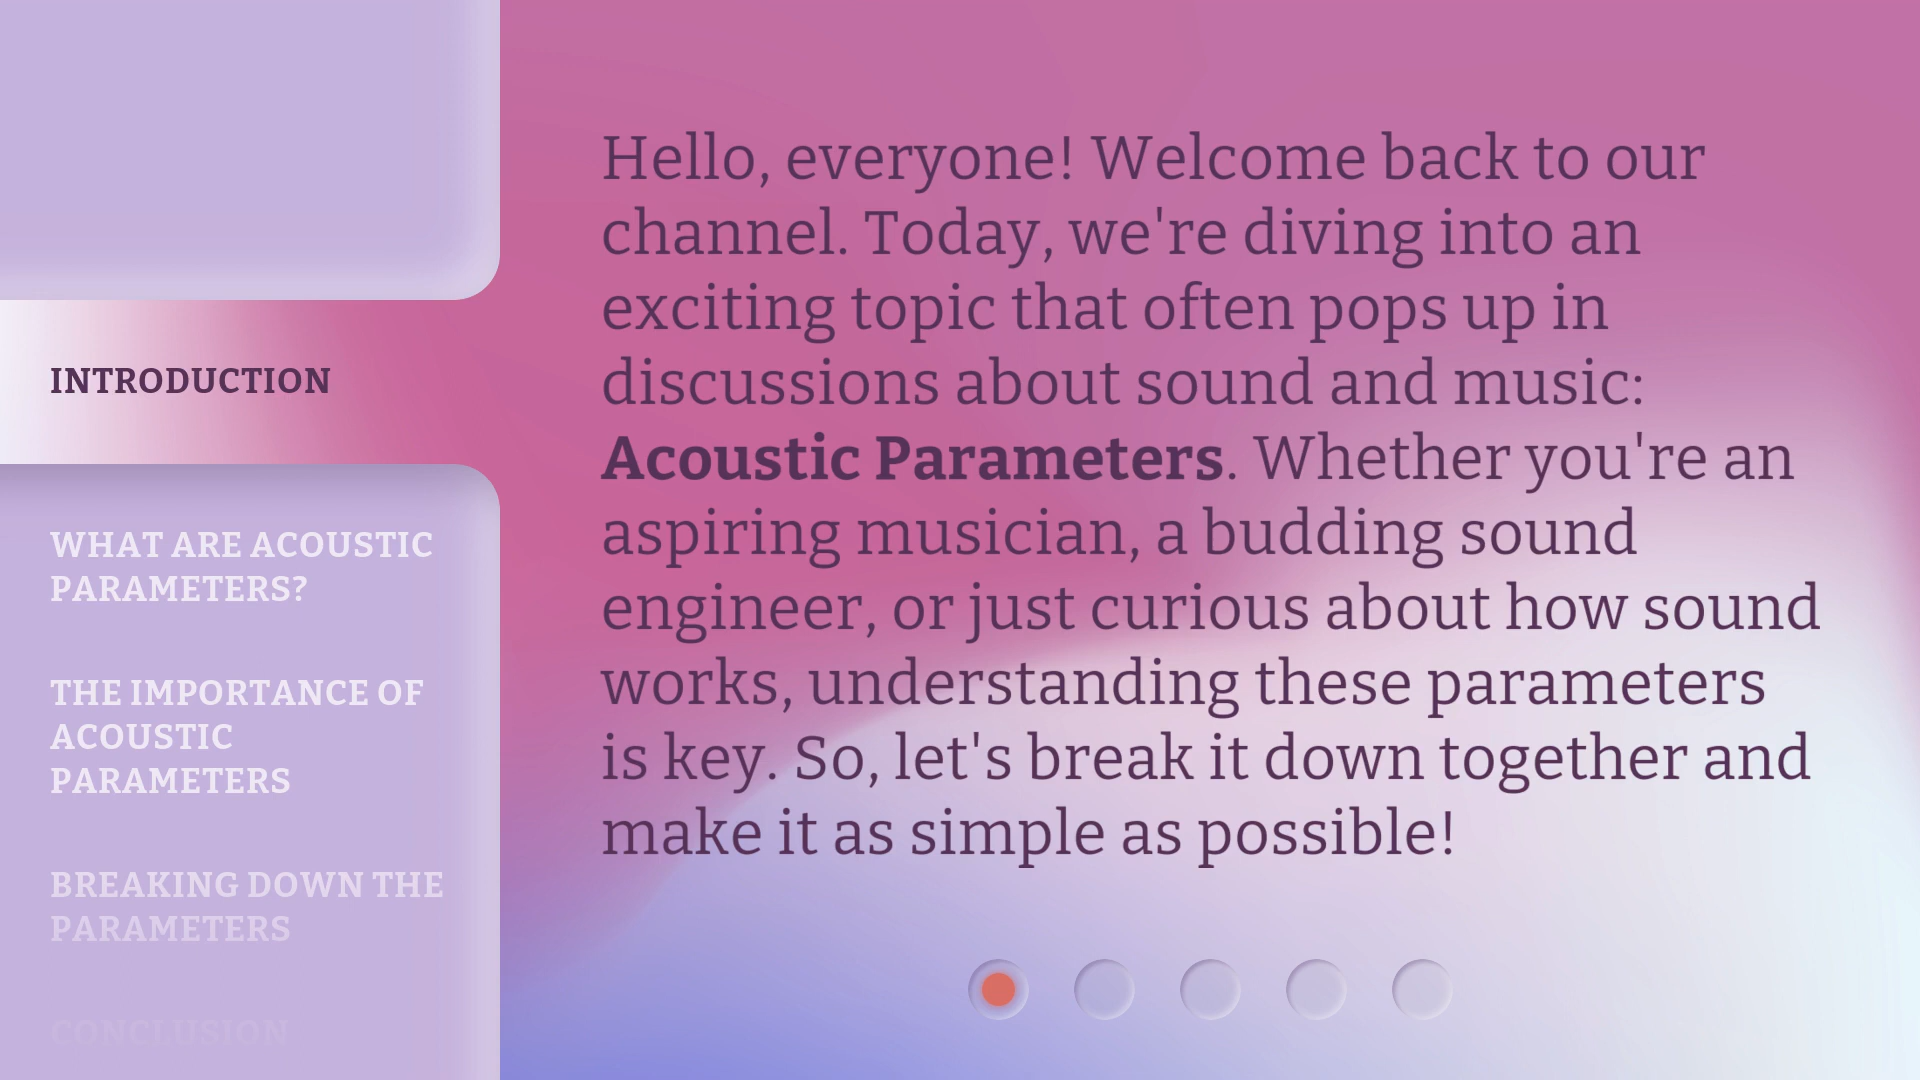 INTRODUCTION
WHAT ARE ACOUSTIC
PARAMETERS?
THE IMPORTANCE OF
ACOUSTIC
PARAMETERS
BREAKING DOWN THE
PARAMETERS
CONCLUSION
Hello, everyone! Welcome back to our
channel. Today, we're diving into an
exciting topic that often pops up in
discussions about sound and music:
Acoustic Parameters. Whether you're an
aspiring musician, a budding sound
engineer, or just curious about how sound
works, understanding these parameters
is key. So, let's break it down together and
make it as simple as possible!